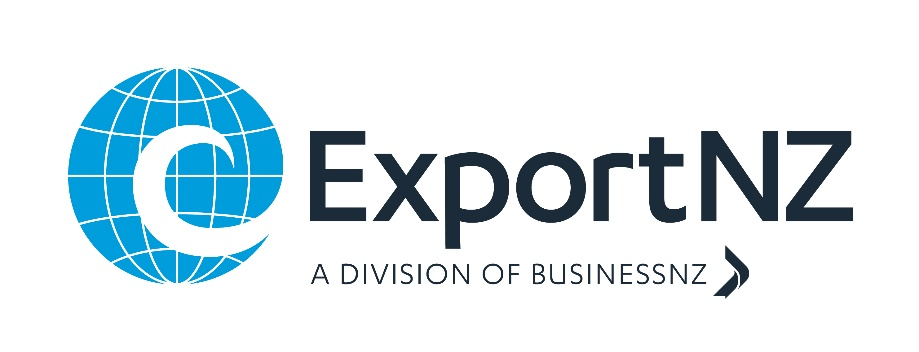 ExportNZ
A DIVISION OF BUSINESSNZ